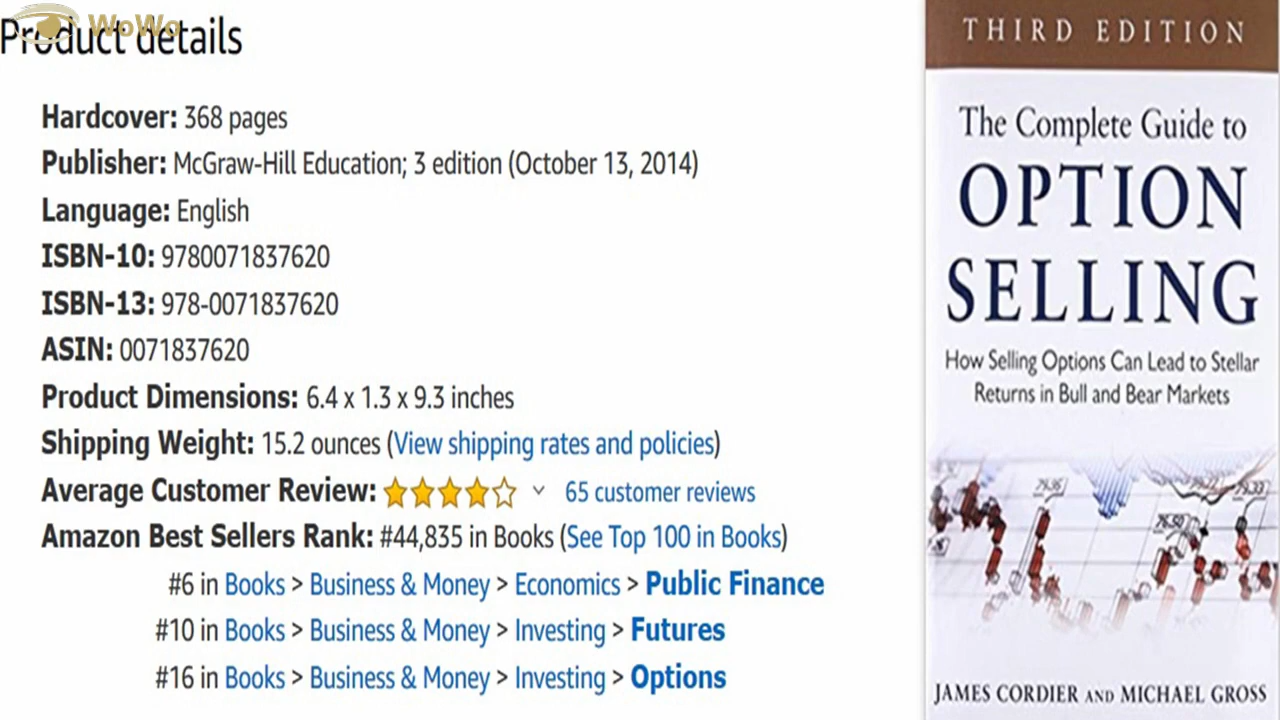 WoWo
Product details
Hardcover: 368 pages
Publisher: McGraw-Hill Education; 3 edition (October 13, 2014)
Language: English
ISBN-10: 9780071837620
ISBN-13: 978-0071837620
ASIN: 0071837620
Product Dimensions: 6.4 x 1.3 x 9.3 inches
Shipping Weight: 15.2 ounces (View shipping rates and policies)
Average Customer Review: 65 customer reviews
Amazon Best Sellers Rank: #44,835 in Books (See Top 100 in Books)
#6 in Books > Business & Money > Economics > Public Finance
#10 in Books > Business & Money > Investing > Futures
#16 in Books > Business & Money > Investing > Options
THIRD EDITION
The Complete Guide to
OPTION
SELLING
How Selling Options Can Lead to Stellar
Returns in Bull and Bear Markets
JAMES CORDIER AND MICHAEL GROSS